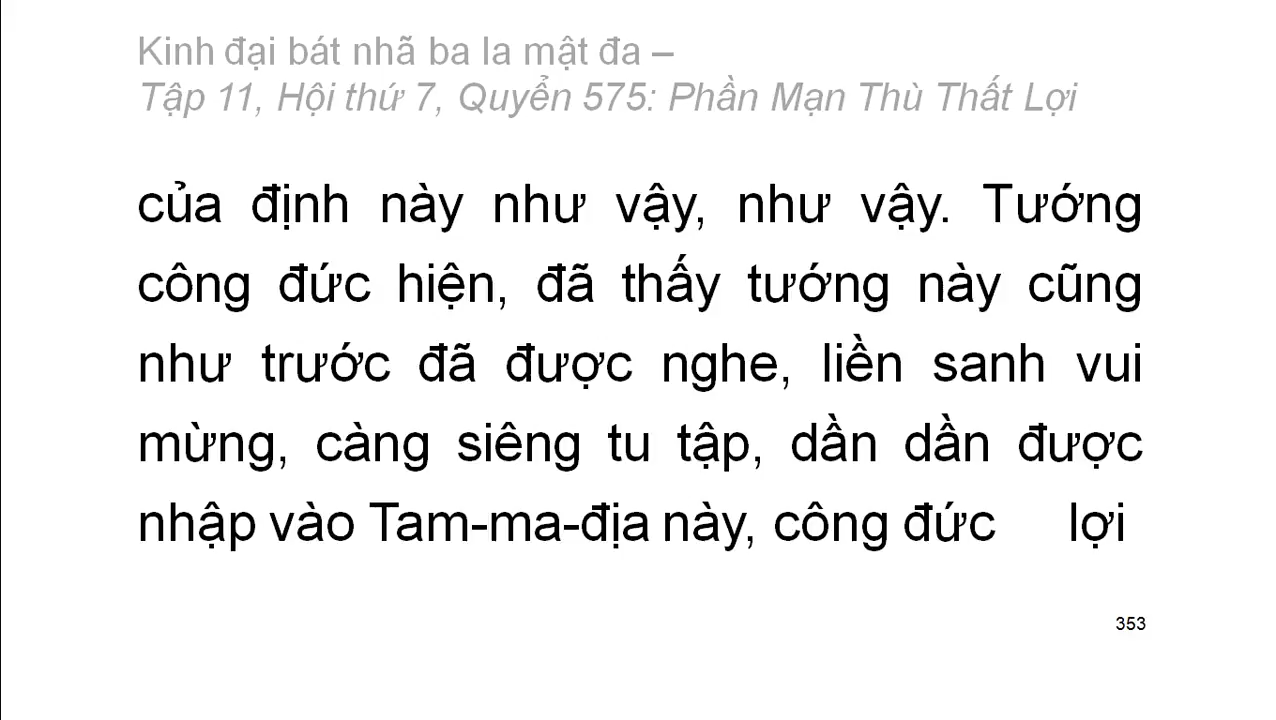 Kinh đại bát nhã ba la mật đa –
Tập 11, Hội thứ 7, Quyển 575: Phần Mạn Thù Thất Lợi
của định này như vậy, như vậy. Tướng
công đức hiện, đã thấy tướng này cũng
như trước đã được nghe, liền sanh vui
mừng, càng siêng tu tập, dần dần được
nhập vào Tam-ma-địa này, công đức lợi
353